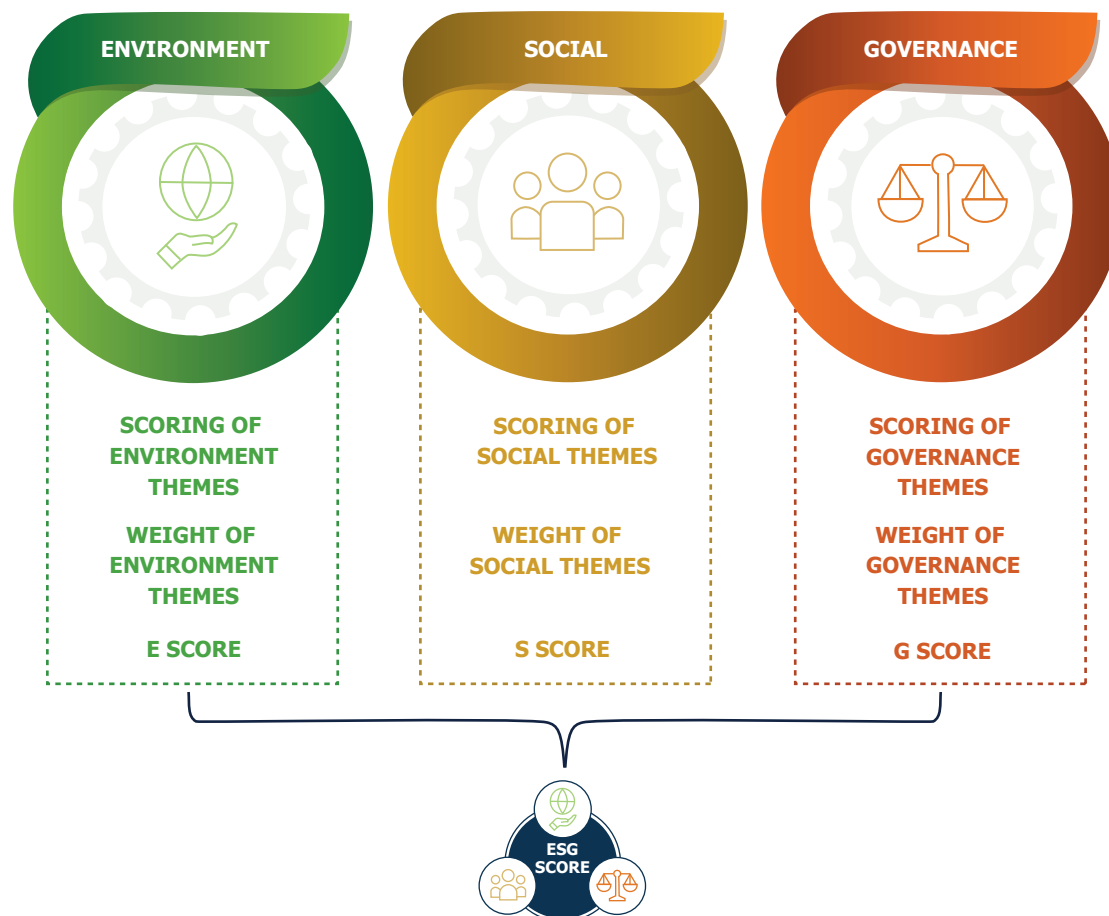 ENVIRONMENT
SOCIAL
GOVERNANCE
SCORING OF
ENVIRONMENT
THEMES
WEIGHT OF
ENVIRONMENT
THEMES
E SCORE
SCORING OF
SOCIAL THEMES
WEIGHT OF
SOCIAL THEMES
S SCORE
SCORING OF
GOVERNANCE
THEMES
WEIGHT OF
GOVERNANCE
THEMES
G SCORE
ESG
SCORE